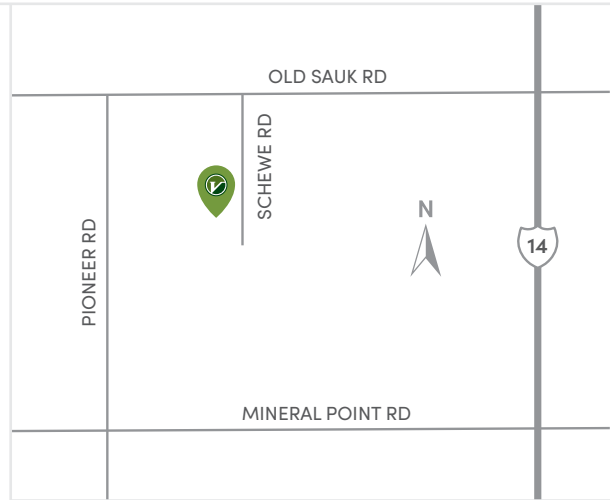 OLD SAUK RD
SCHEWE RD
N
PIONEER RD
14
MINERAL POINT RD